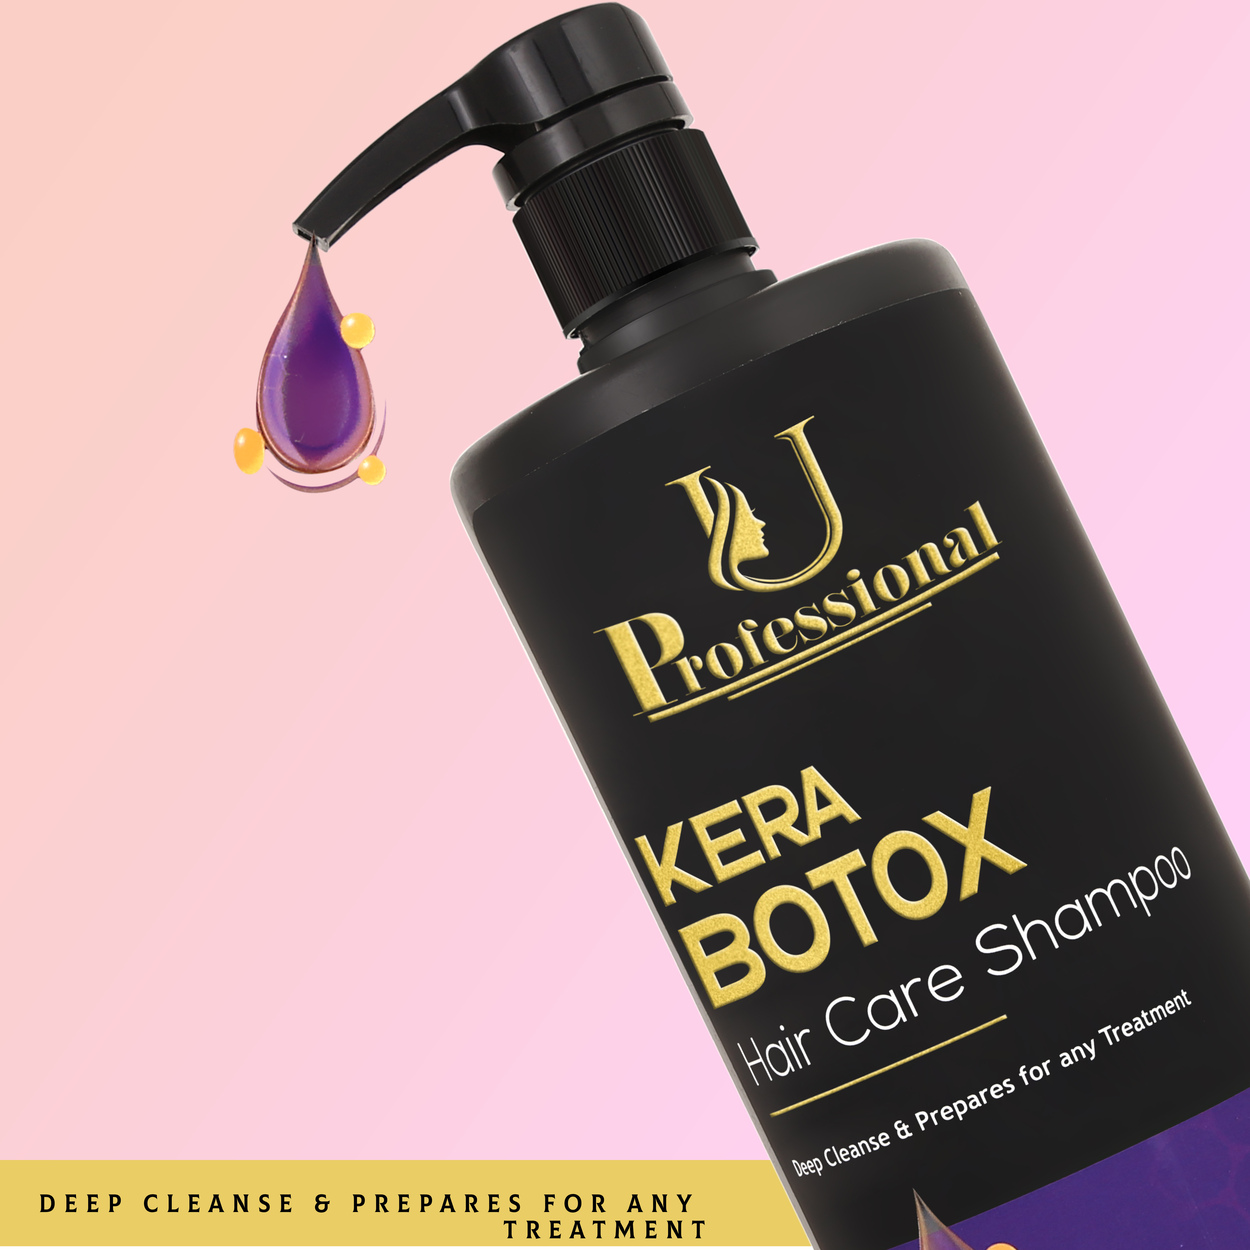 U
Professional
KERA
BOTOX
Hair Care Shampoo
Deep Cleanse & Prepares for any Treatment
DEEP CLEANSE & PREPARES FOR ANY
TREATMENT